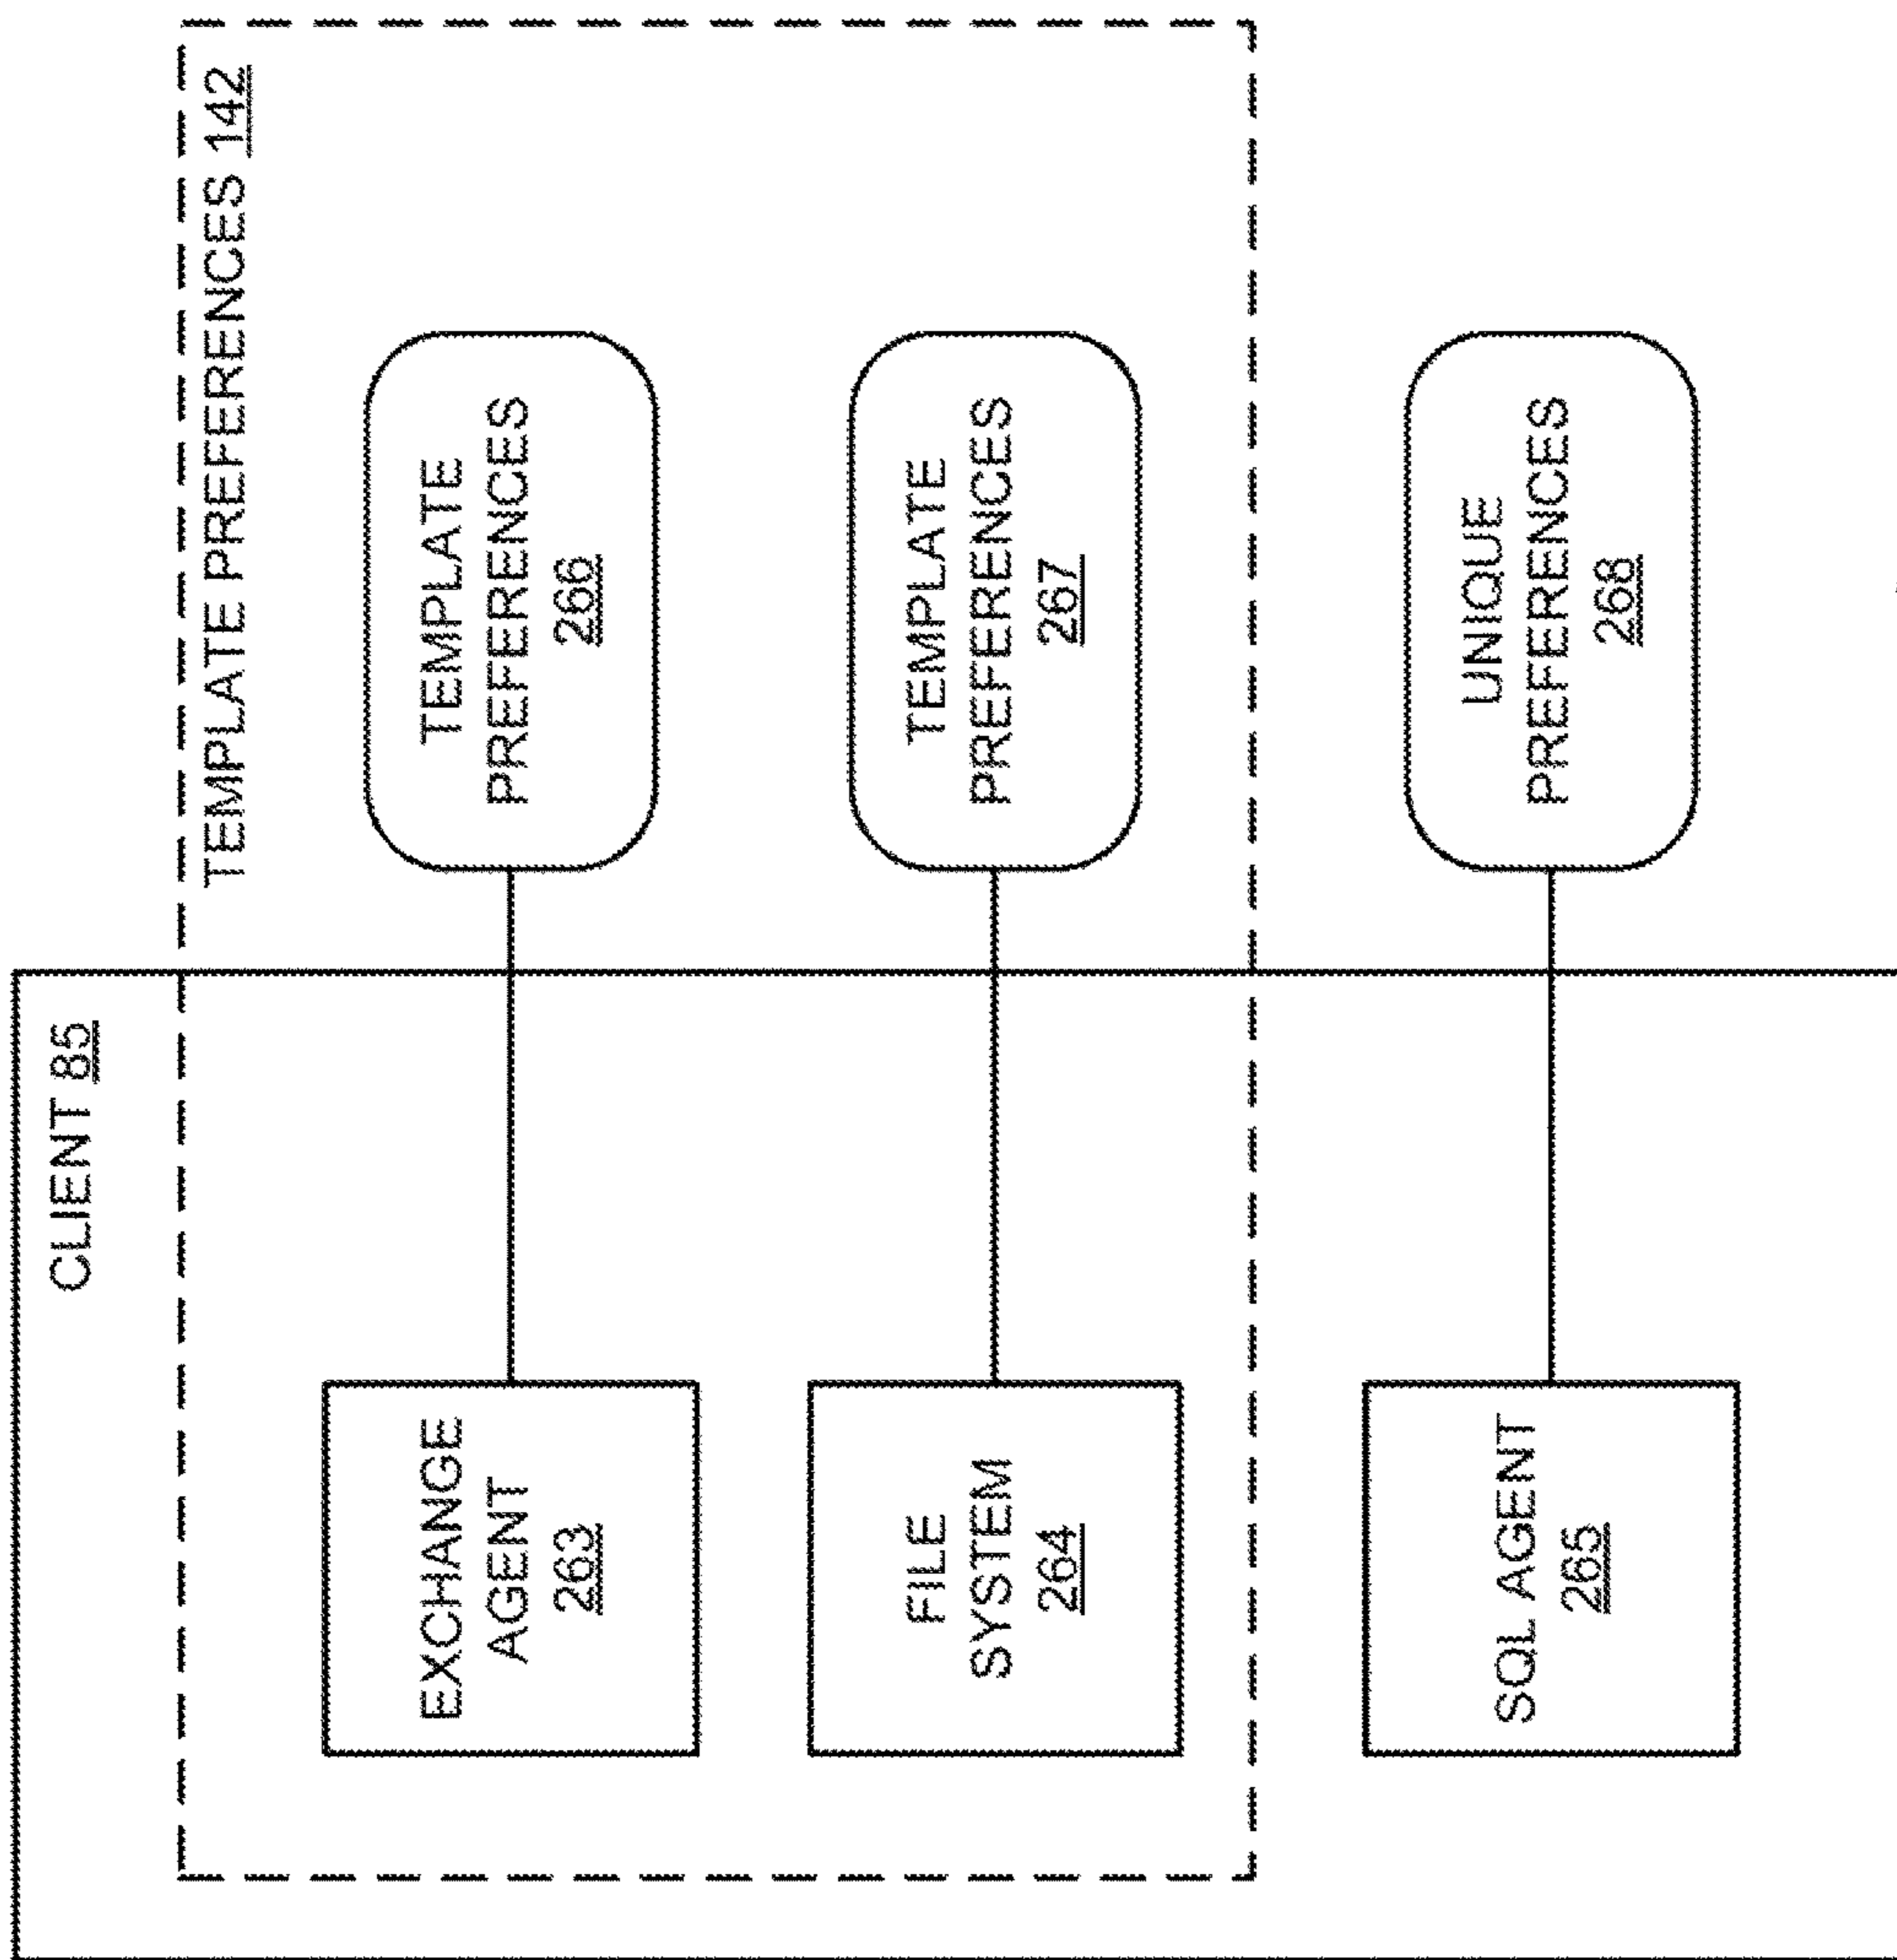 CLIENT 85
TEMPLATE PREFERENCES 142
EXCHANGE
AGENT
263
TEMPLATE
PREFERENCES
266
FILE
SYSTEM
264
TEMPLATE
PREFERENCES
267
SQL AGENT
265
UNIQUE
PREFERENCES
268